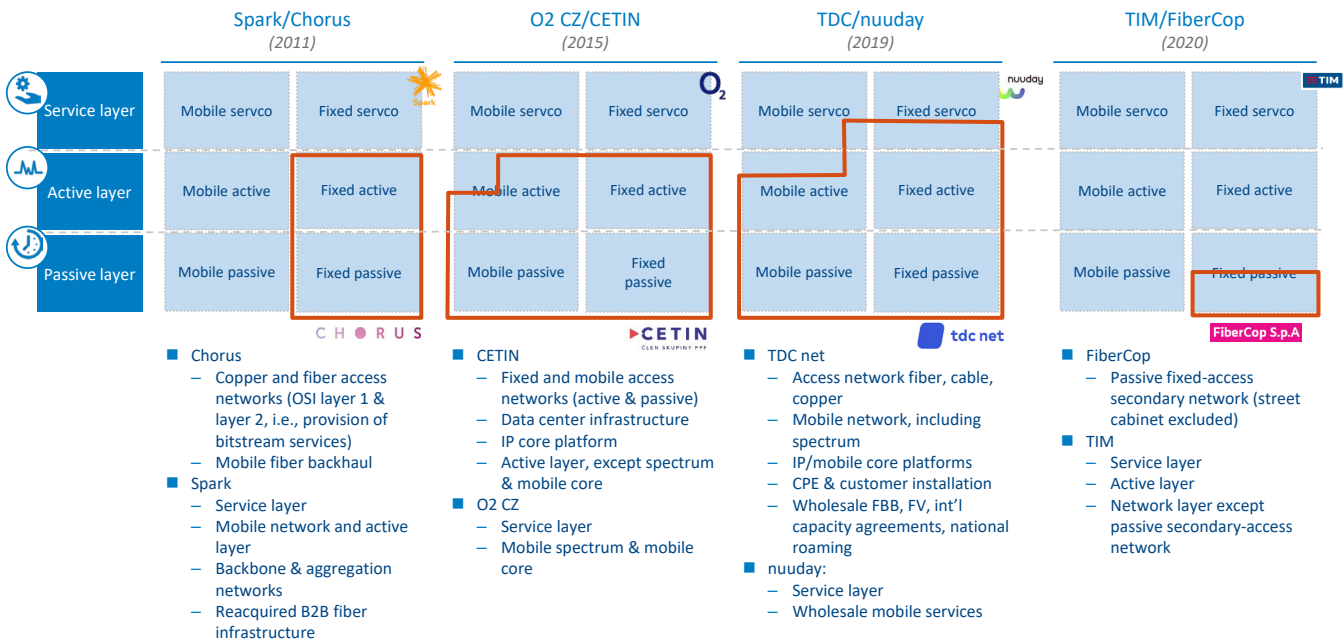 Spark/Chorus
(2011)
O2 CZ/CETIN
(2015)
TDC/nuuday
(2019)
TIM/FiberCop
(2020)
Service layer
Mobile servco
Fixed servco
Spark
Mobile servco
Fixed servco
O2
Mobile servco
Fixed servco
nuuday
Mobile servco
Fixed servco
TIM
Active layer
Mobile active
Fixed active
Mobile active
Fixed active
Mobile active
Fixed active
Mobile active
Fixed active
Passive layer
Mobile passive
Fixed passive
Mobile passive
Fixed
passive
Mobile passive
Fixed passive
Mobile passive
Fixed passive
CHORUS
CETIN
ČLEN SKUPINY PPF
tdc net
FiberCop S.p.A
■ Chorus
– Copper and fiber access
networks (OSI layer 1 &
layer 2, i.e., provision of
bitstream services)
– Mobile fiber backhaul
■ Spark
– Service layer
– Mobile network and active
layer
– Backbone & aggregation
networks
– Reacquired B2B fiber
infrastructure
■ CETIN
– Fixed and mobile access
networks (active & passive)
– Data center infrastructure
– IP core platform
– Active layer, except spectrum
& mobile core
■ O2 CZ
– Service layer
– Mobile spectrum & mobile
core
■ TDC net
– Access network fiber, cable,
copper
– Mobile network, including
spectrum
– IP/mobile core platforms
– CPE & customer installation
– Wholesale FBB, FV, int'l
capacity agreements, national
roaming
■ nuuday:
– Service layer
– Wholesale mobile services
■ FiberCop
– Passive fixed-access
secondary network (street
cabinet excluded)
■ TIM
– Service layer
– Active layer
– Network layer except
passive secondary-access
network